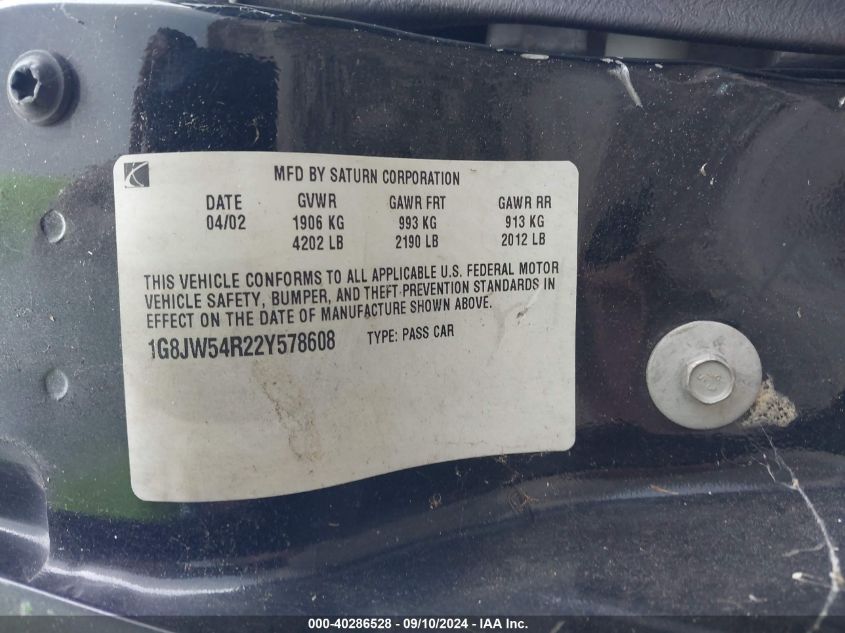 MFD BY SATURN CORPORATION
DATE GVWR GAWR FRT GAWR RR
04/02 1906 KG 993 KG 913 KG
4202 LB 2190 LB 2012 LB
THIS VEHICLE CONFORMS TO ALL APPLICABLE U.S. FEDERAL MOTOR
VEHICLE SAFETY, BUMPER, AND THEFT PREVENTION STANDARDS IN
EFFECT ON THE DATE OF MANUFACTURE SHOWN ABOVE.
1G8JW54R22Y578608 TYPE: PASS CAR
000-40286528 - 09/10/2024 - IAA Inc.